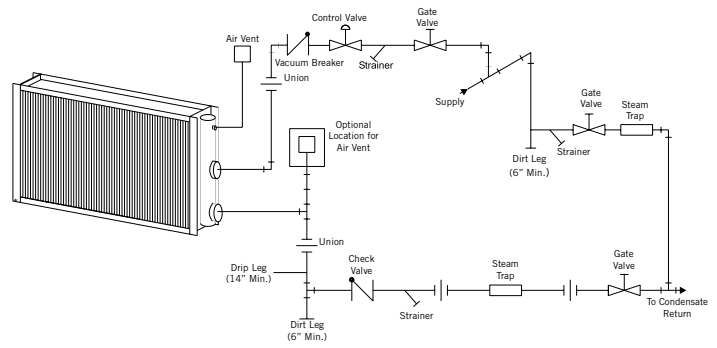 Control Valve
Gate
Valve
Air Vent
Vacuum Breaker
Strainer
Union
Supply
Gate
Valve
Steam
Trap
Optional
Location for
Air Vent
Strainer
Dirt Leg
(6” Min.)
Union
Check
Valve
Steam
Trap
Gate
Valve
Drip Leg
(14” Min.)
Strainer
To Condensate
Return
Dirt Leg
(6” Min.)